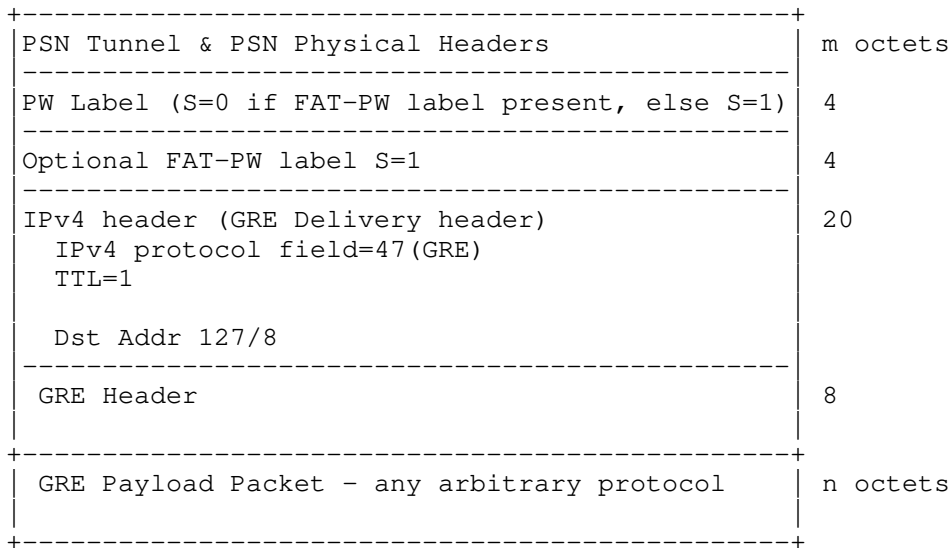 +------------------------------------------------+
|PSN Tunnel & PSN Physical Headers               | m octets
|------------------------------------------------|
|PW Label (S=0 if FAT-PW label present, else S=1)| 4
|------------------------------------------------|
|Optional FAT-PW label S=1                       | 4
|------------------------------------------------|
|IPv4 header (GRE Delivery header)               | 20
|  IPv4 protocol field=47(GRE)                   |
|  TTL=1                                         |
|                                                |
|  Dst Addr 127/8                                |
|------------------------------------------------|
| GRE Header                                     | 8
|                                                |
+------------------------------------------------+
| GRE Payload Packet - any arbitrary protocol    | n octets
|                                                |
+------------------------------------------------+